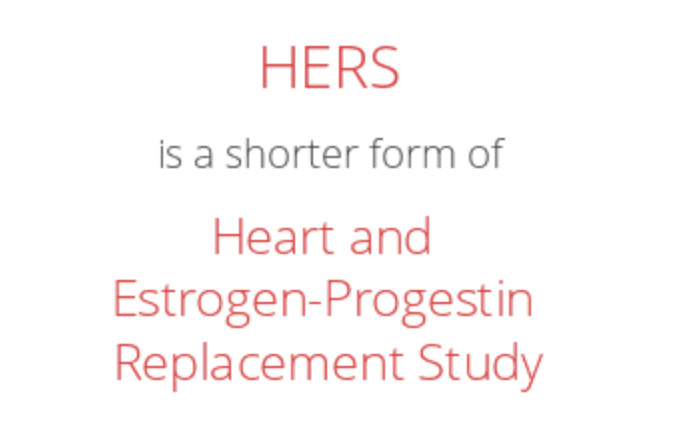 HERS
is a shorter form of
Heart and
Estrogen-Progestin
Replacement Study